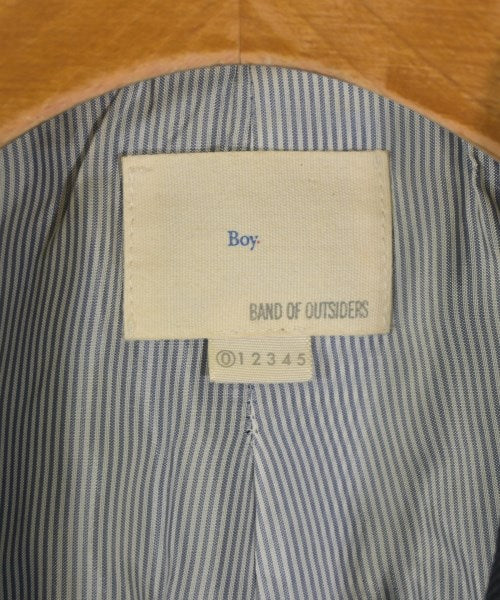 Boy.
BAND OF OUTSIDERS
⓪12345